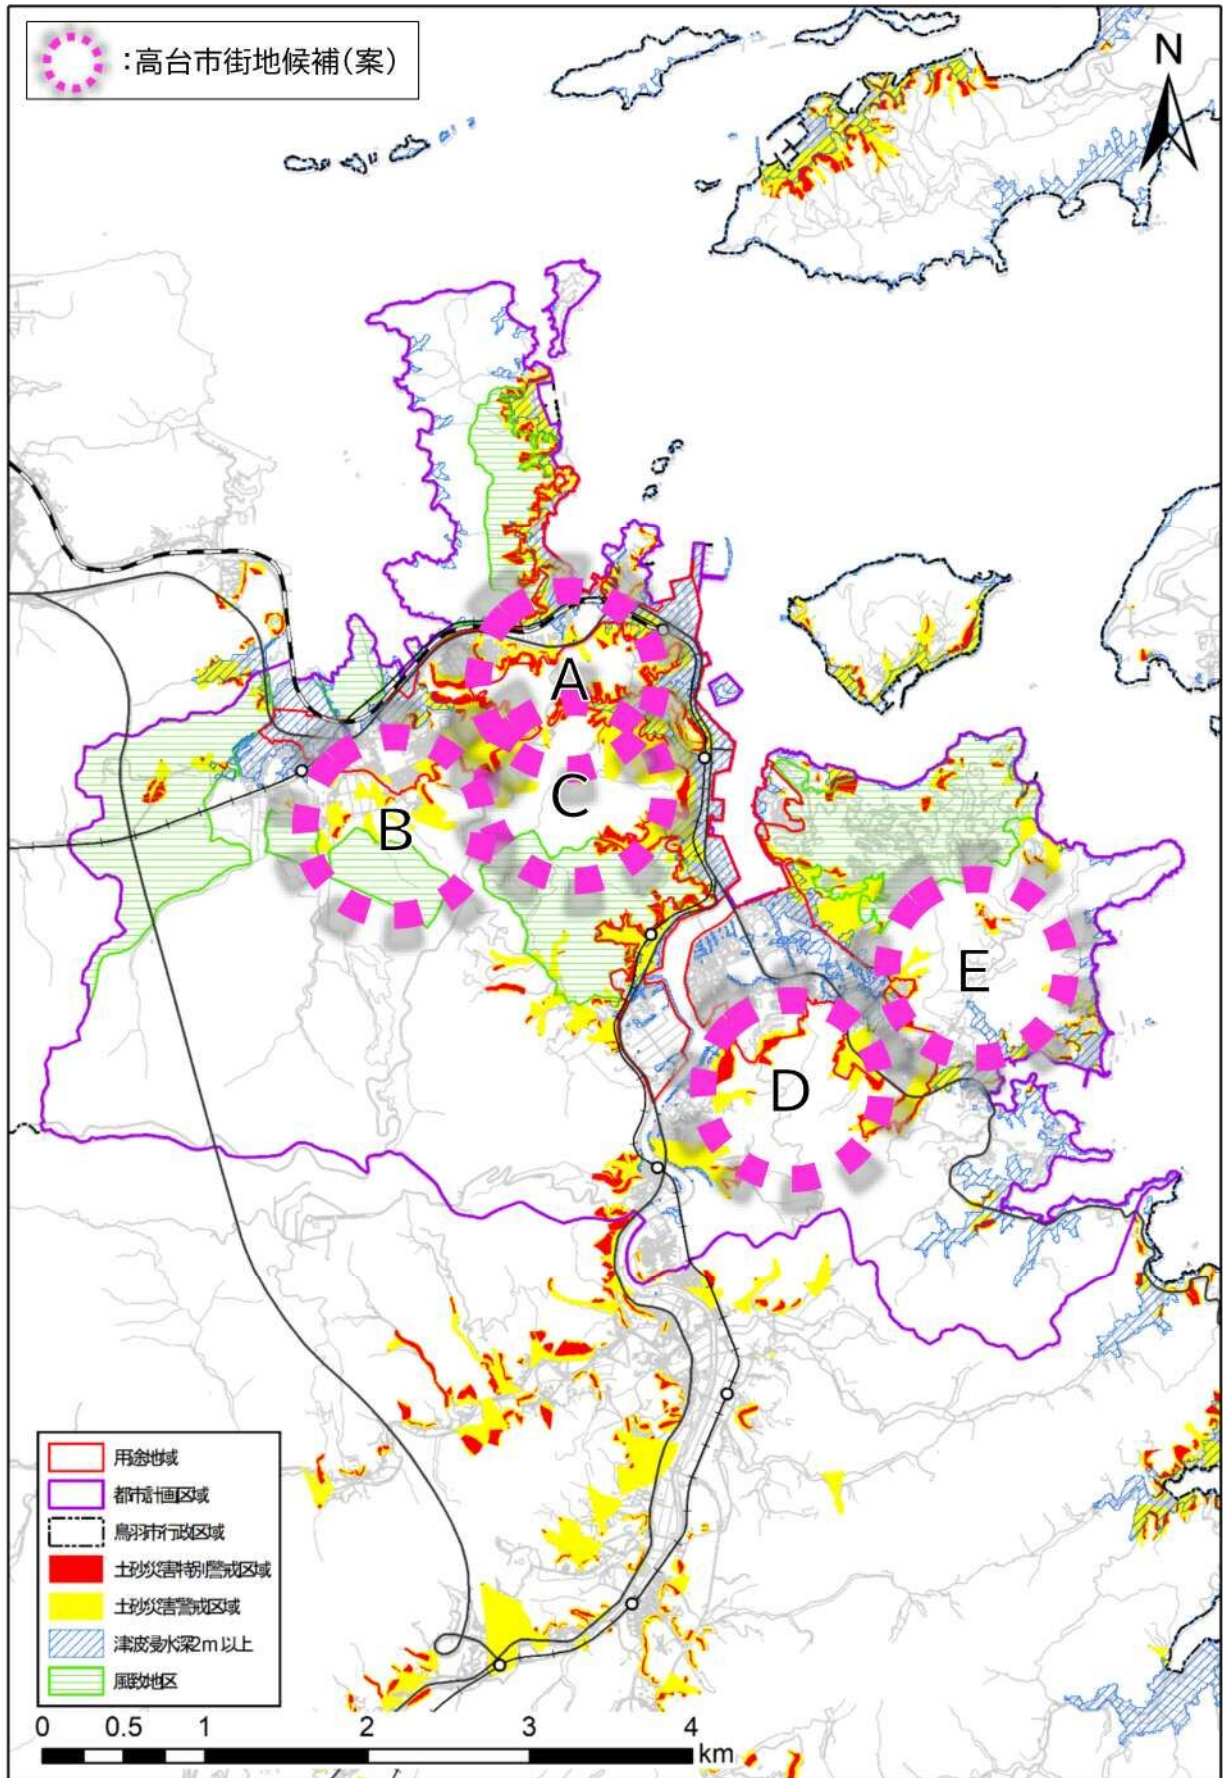 :高台市街地候補(案)
N
A
C
B
E
D
用途地域
都市計画区域
鳥羽市行政区域
土砂災害特別警戒区域
土砂災害警戒区域
津波浸水深2m以上
風致地区
0 0.5 1 2 3 4 km